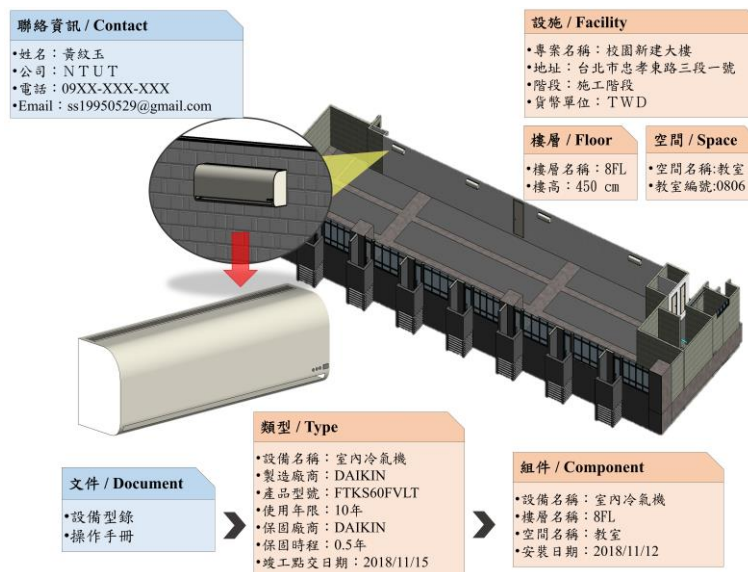 聯絡資訊 / Contact
•姓名：黃紋玉
•公司：ＮＴＵＴ
•電話：09XX-XXX-XXX
•Email：ss19950529@gmail.com
設施 / Facility
•專案名稱：校園新建大樓
•地址：台北市忠孝東路三段一號
•階段：施工階段
•貨幣單位：ＴＷＤ
樓層 / Floor
•樓層名稱：8FL
•樓高：450 cm
空間 / Space
•空間名稱:教室
•教室編號:0806
文件 / Document
•設備型錄
•操作手冊
類型 / Type
•設備名稱：室內冷氣機
•製造廠商：DAIKIN
•產品型號：FTKS60FVLT
•使用年限：10年
•保固廠商：DAIKIN
•保固時程：0.5年
•竣工點交日期：2018/11/15
組件 / Component
•設備名稱：室內冷氣機
•樓層名稱：8FL
•空間名稱：教室
•安裝日期：2018/11/12